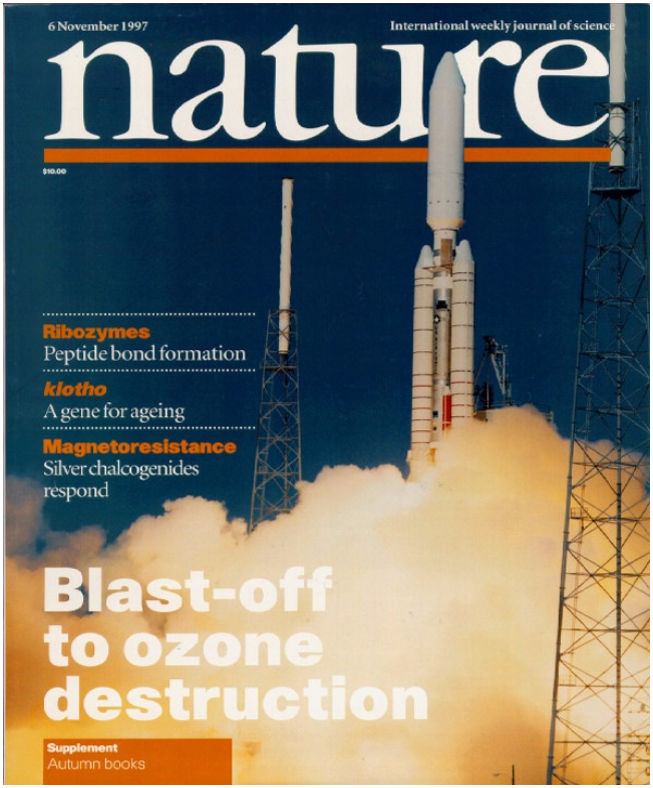 6 November 1997
International weekly journal of science
nature
$10.00
Ribozymes
Peptide bond formation
klotho
A gene for ageing
Magnetoresistance
Silver chalcogenides
respond
Blast-off
to ozone
destruction
Supplement
Autumn books